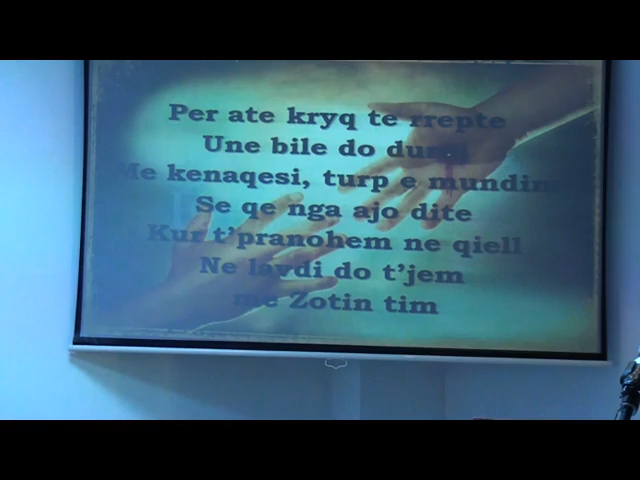 Per ate kryq te rrepte
Une bile do
Me kenaqesi, turp e mundim
Se qe nga ajo dite
Kur t'pranohem ne qiell
Ne lavdi do t'jem
me Zotin tim